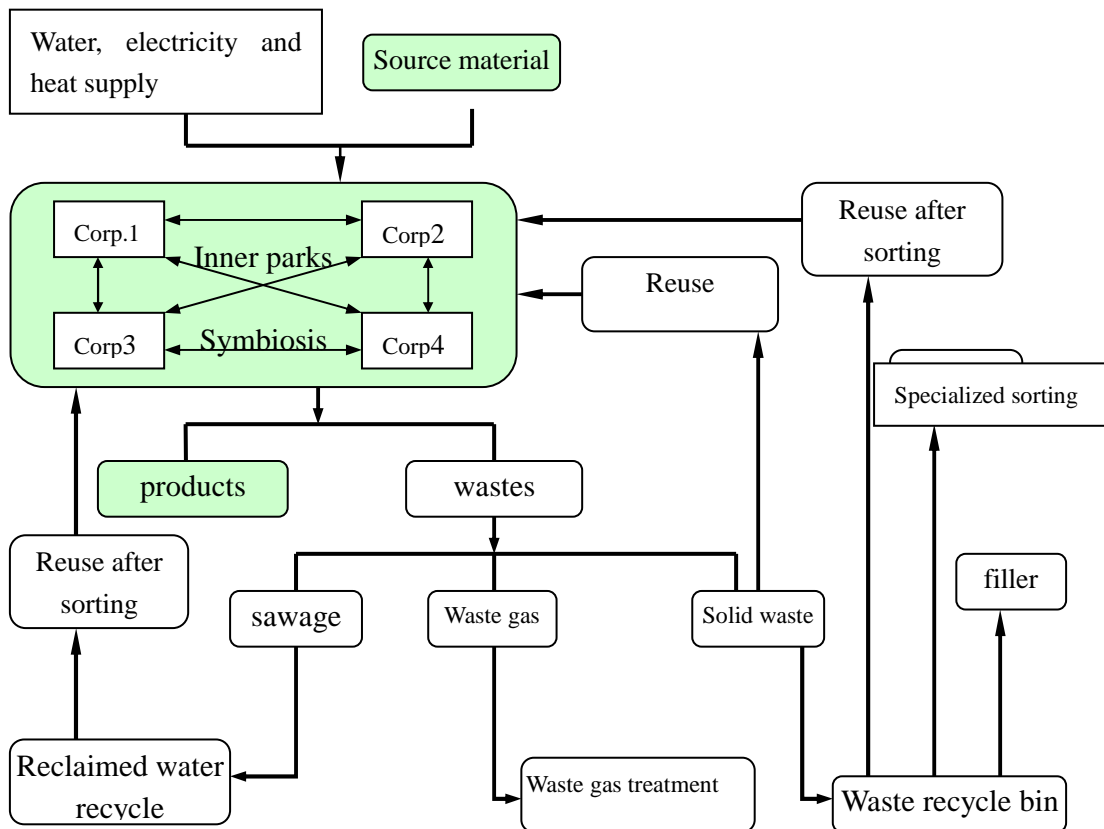 Water, electricity and
heat supply
Source material
Corp.1
Corp2
Inner parks
Corp3
Symbiosis
Corp4
Reuse after
sorting
Reuse
Specialized sorting
products
wastes
Reuse after
sorting
sawage
Waste gas
Solid waste
filler
Reclaimed water
recycle
Waste gas treatment
Waste recycle bin